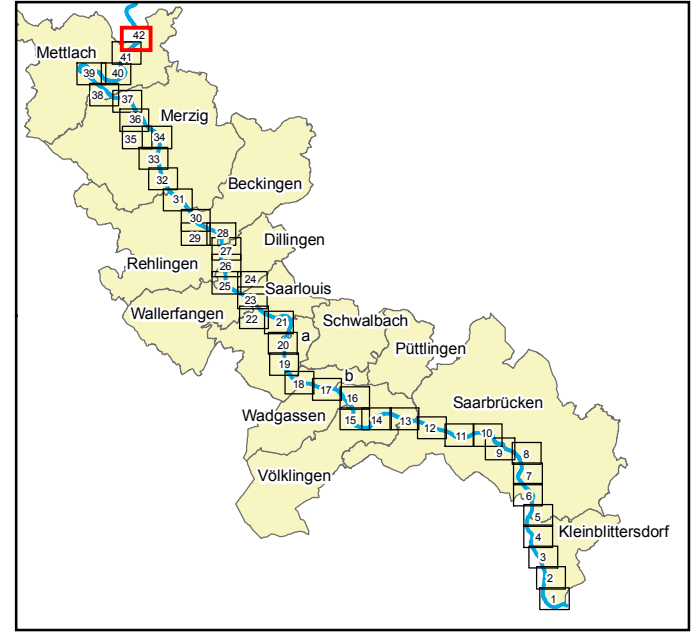 42
Mettlach
41
39
40
38
37
36
Merzig
35
34
33
32
Beckingen
31
30
29
28
Dillingen
27
Rehlingen
26
25
24
Saarlouis
23
Wallerfangen
22
21
Schwalbach
a
20
Püttlingen
19
b
18
17
16
Saarbrücken
Wadgassen
15
14
13
12
11
10
9
8
Völklingen
7
6
5
Kleinblittersdorf
4
3
2
1